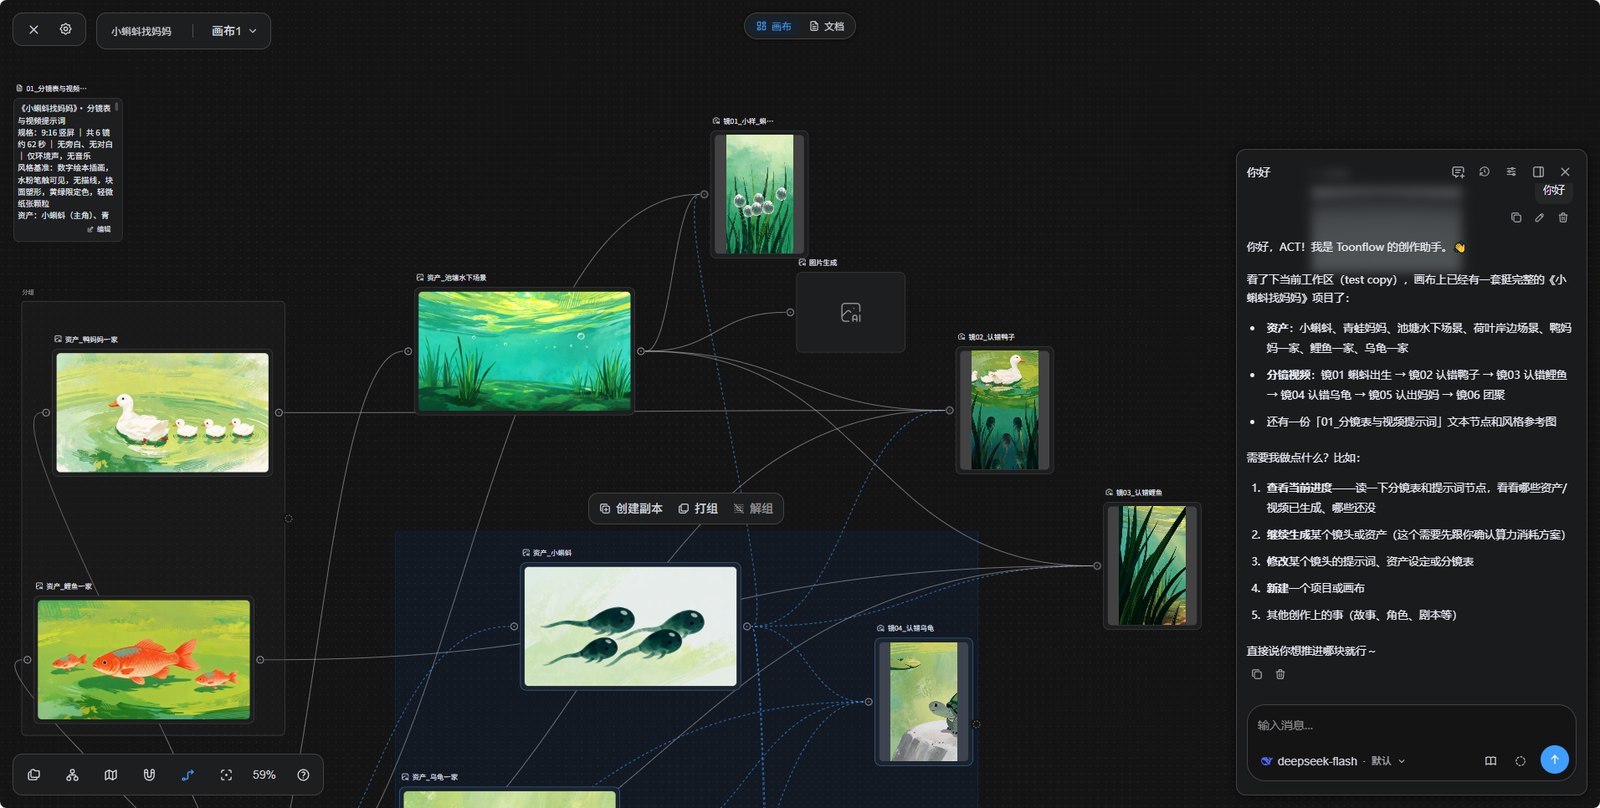 小蝌蚪找妈妈
画布1
画布
文档
01_分镜表与视频…
《小蝌蚪找妈妈》· 分镜表
与视频提示词
规格：9:16 竖屏 ｜ 共 6 镜
约 62 秒 ｜ 无旁白、无对白
｜ 仅环境声，无音乐
风格基准：数字绘本插画，
水粉笔触可见，无描线，块
面塑形，黄绿限定色，轻微
纸张颗粒
资产：小蝌蚪（主角）、青
编辑
镜01_小样_蝌…
图片生成
AI
资产_池塘水下场景
分组
资产_鸭妈妈一家
镜02_认错鸭子
镜03_认错鲤鱼
创建副本
打组
解组
资产_小蝌蚪
资产_鲤鱼一家
镜04_认错乌龟
资产_乌龟一家
59%
你好
你好
你好，ACT！我是 Toonflow 的创作助手。👋
看了下当前工作区（test copy），画布上已经有一套挺完整的《小
蝌蚪找妈妈》项目了：
• 资产：小蝌蚪、青蛙妈妈、池塘水下场景、荷叶岸边场景、鸭妈
妈一家、鲤鱼一家、乌龟一家
• 分镜视频：镜01 蝌蚪出生 → 镜02 认错鸭子 → 镜03 认错鲤鱼
→ 镜04 认错乌龟 → 镜05 认出妈妈 → 镜06 团聚
• 还有一份「01_分镜表与视频提示词」文本节点和风格参考图
需要我做点什么？比如：
1. 查看当前进度——读一下分镜表和提示词节点，看看哪些资产/
视频已生成、哪些还没
2. 继续生成某个镜头或资产（这个需要先跟你确认算力消耗方案）
3. 修改某个镜头的提示词、资产设定或分镜表
4. 新建一个项目或画布
5. 其他创作上的事（故事、角色、剧本等）
直接说你想推进哪块就行～
输入消息...
deepseek-flash · 默认